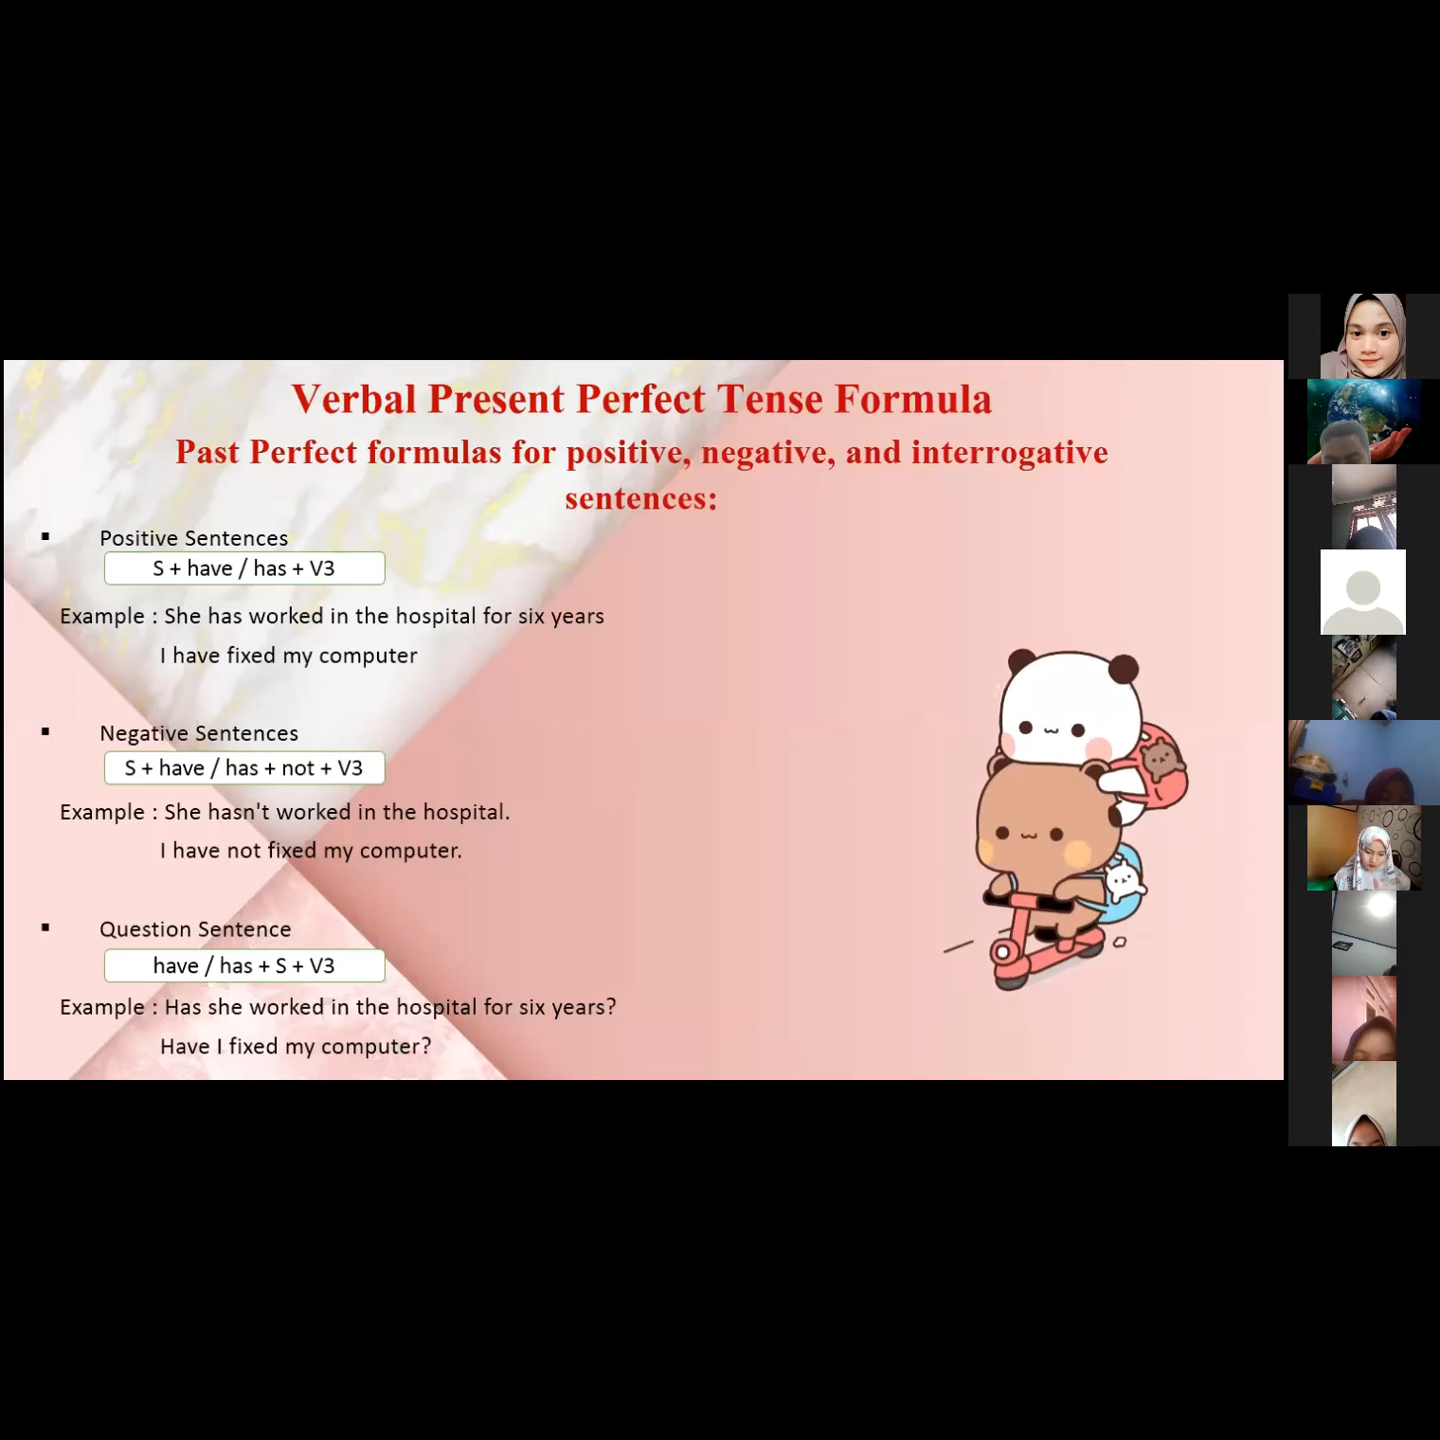 Verbal Present Perfect Tense Formula
Past Perfect formulas for positive, negative, and interrogative
sentences:
▪ Positive Sentences
S + have / has + V3
Example : She has worked in the hospital for six years
I have fixed my computer
▪ Negative Sentences
S + have / has + not + V3
Example : She hasn't worked in the hospital.
I have not fixed my computer.
▪ Question Sentence
have / has + S + V3
Example : Has she worked in the hospital for six years?
Have I fixed my computer?